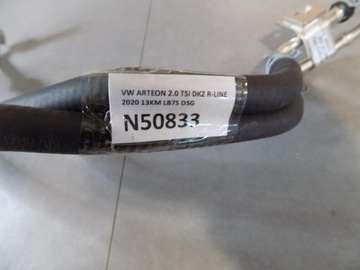 VW ARTEON 2.0 TSI DKZ R-LINE
2020 13KM LB7S DSG
N50833